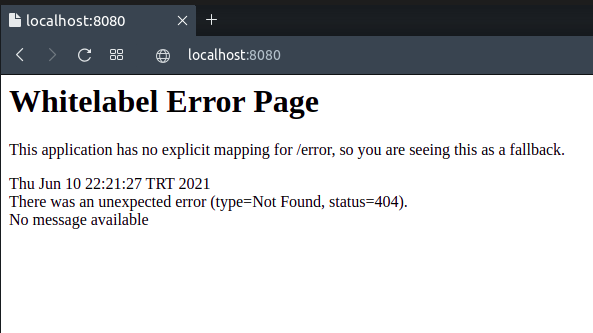 localhost:8080
localhost:8080
Whitelabel Error Page
This application has no explicit mapping for /error, so you are seeing this as a fallback.
Thu Jun 10 22:21:27 TRT 2021
There was an unexpected error (type=Not Found, status=404).
No message available